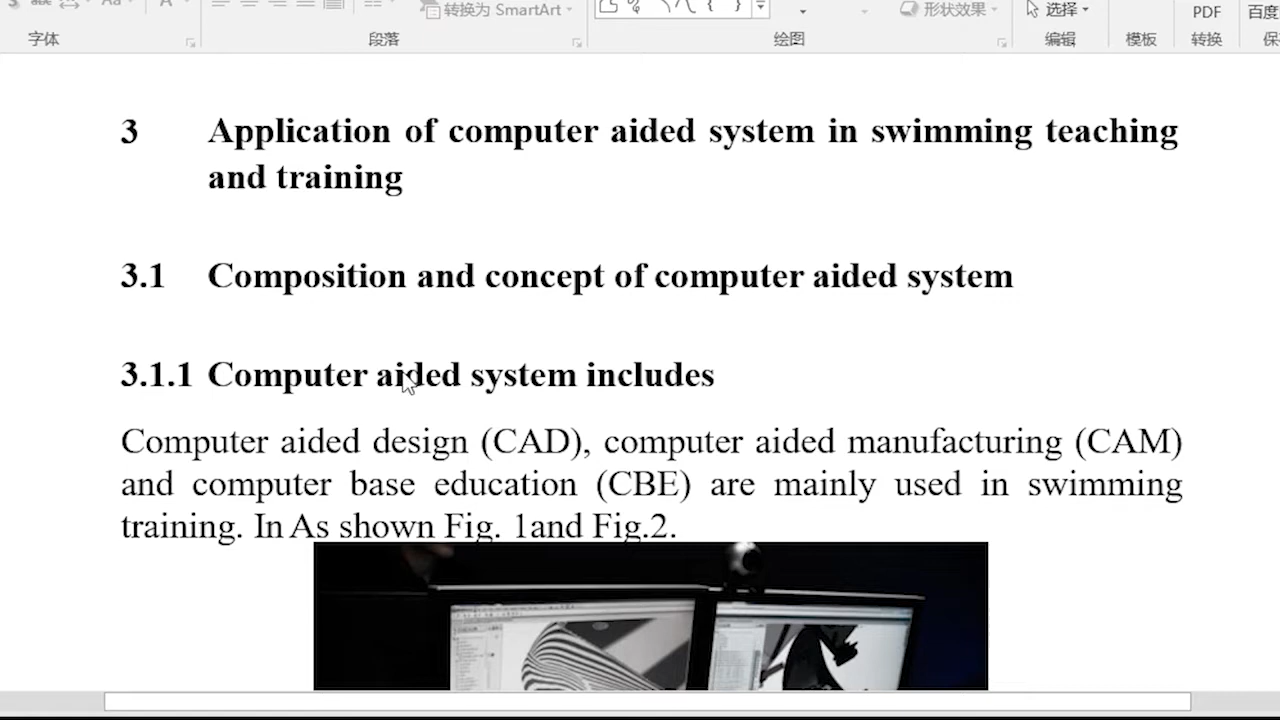 转换为 SmartArt
形状效果
选择
PDF
百度
字体
段落
绘图
编辑
模板
转换
保
3 Application of computer aided system in swimming teaching
and training
3.1 Composition and concept of computer aided system
3.1.1 Computer aided system includes
Computer aided design (CAD), computer aided manufacturing (CAM)
and computer base education (CBE) are mainly used in swimming
training. In As shown Fig. 1and Fig.2.